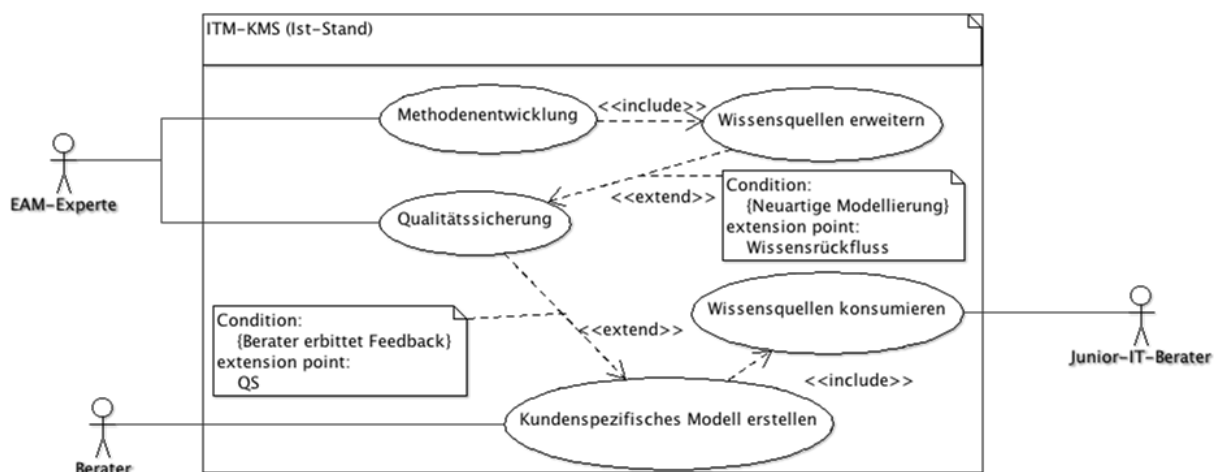 ITM-KMS (Ist-Stand)
Methodenentwicklung
<<include>>
Wissensquellen erweitern
EAM-Experte
<<extend>>
Condition:
{Neuartige Modellierung}
extension point:
Wissensrückfluss
Qualitätssicherung
Wissensquellen konsumieren
Condition:
{Berater erbittet Feedback}
extension point:
QS
<<extend>>
Junior-IT-Berater
<<include>>
Kundenspezifisches Modell erstellen
Berater